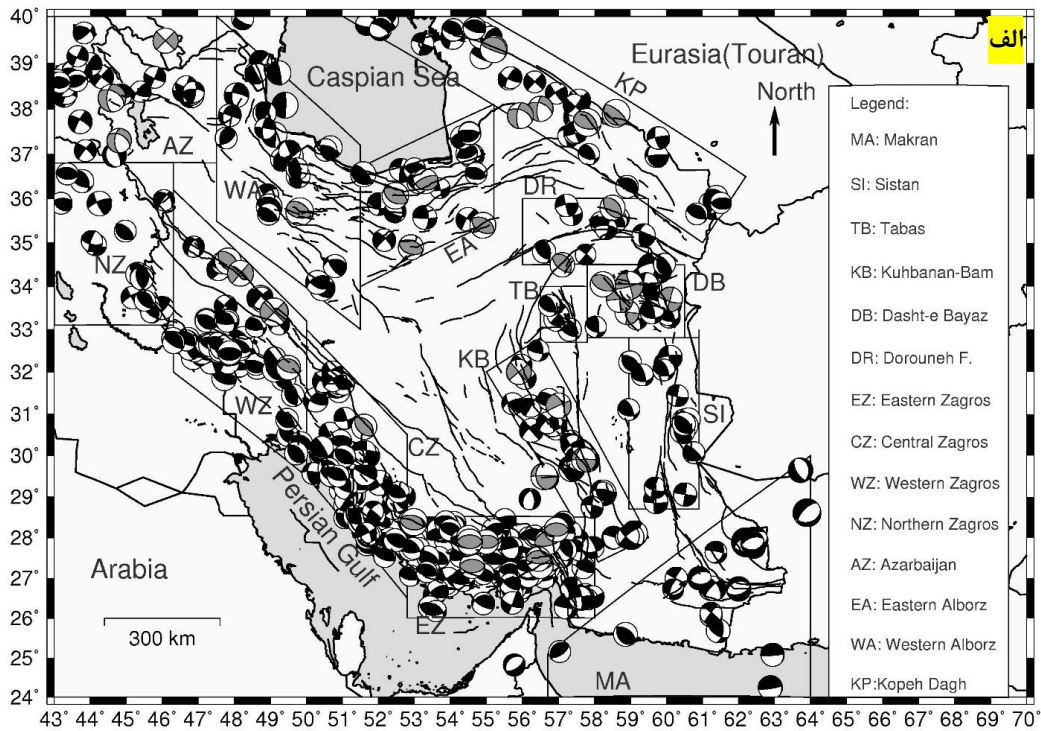 الف
40˚
39˚
38˚
37˚
36˚
35˚
34˚
33˚
32˚
31˚
30˚
29˚
28˚
27˚
26˚
25˚
24˚
43˚ 44˚ 45˚ 46˚ 47˚ 48˚ 49˚ 50˚ 51˚ 52˚ 53˚ 54˚ 55˚ 56˚ 57˚ 58˚ 59˚ 60˚ 61˚ 62˚ 63˚ 64˚ 65˚ 66˚ 67˚ 68˚ 69˚ 70˚
Eurasia(Touran)
Caspian Sea
KP
North
AZ
WA
DR
EA
NZ
TB
DB
KB
WZ
SI
CZ
Persian Gulf
Arabia
EZ
300 km
MA
Legend:
MA: Makran
SI: Sistan
TB: Tabas
KB: Kuhbanan-Bam
DB: Dasht-e Bayaz
DR: Dorouneh F.
EZ: Eastern Zagros
CZ: Central Zagros
WZ: Western Zagros
NZ: Northern Zagros
AZ: Azarbaijan
EA: Eastern Alborz
WA: Western Alborz
KP:Kopeh Dagh